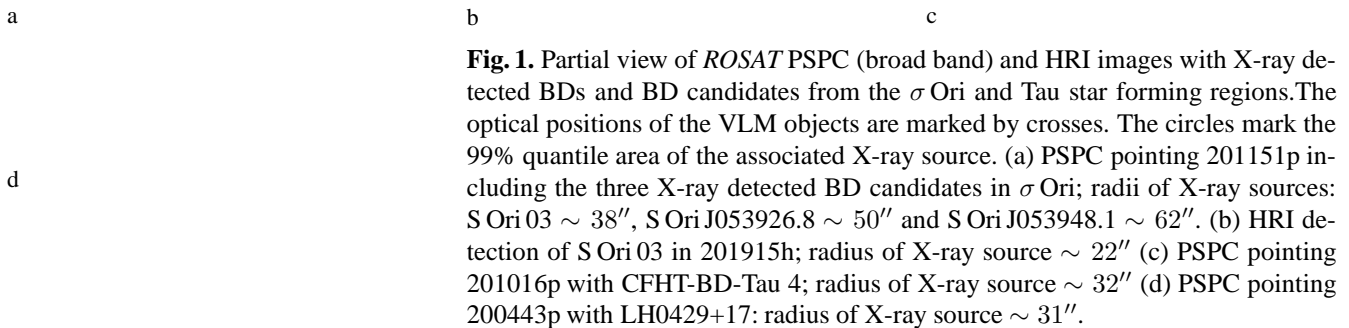 a
b
c
Fig. 1. Partial view of ROSAT PSPC (broad band) and HRI images with X-ray de-
tected BDs and BD candidates from the σ Ori and Tau star forming regions.The
optical positions of the VLM objects are marked by crosses. The circles mark the
99% quantile area of the associated X-ray source. (a) PSPC pointing 201151p in-
cluding the three X-ray detected BD candidates in σ Ori; radii of X-ray sources:
S Ori 03 ∼ 38′′, S Ori J053926.8 ∼ 50′′ and S Ori J053948.1 ∼ 62′′. (b) HRI de-
tection of S Ori 03 in 201915h; radius of X-ray source ∼ 22′′ (c) PSPC pointing
201016p with CFHT-BD-Tau 4; radius of X-ray source ∼ 32′′ (d) PSPC pointing
200443p with LH0429+17: radius of X-ray source ∼ 31′′.
d